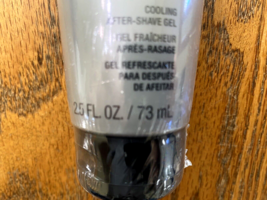 COOLING
AFTER-SHAVE GEL
GEL FRAÎCHEUR
APRÈS-RASAGE
GEL REFRESCANTE
PARA DESPUÉS
DE AFEITAR
2.5 FL. OZ. / 73 mL